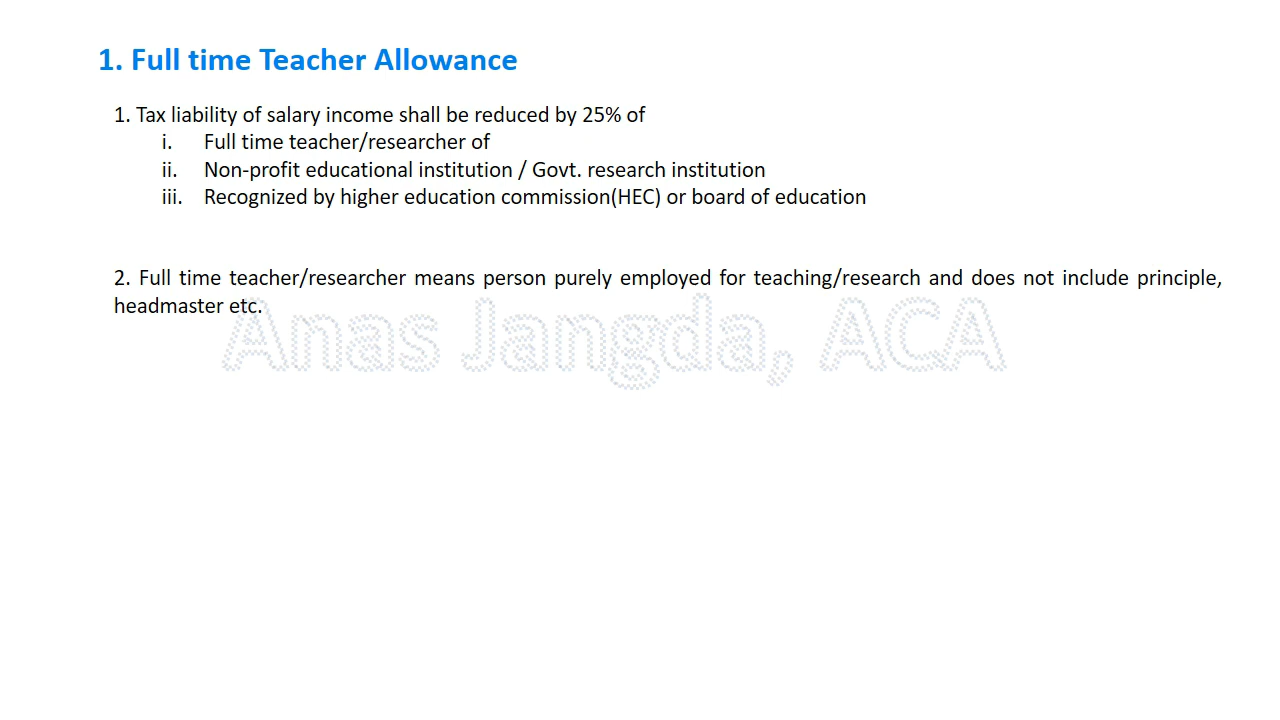 1. Full time Teacher Allowance
1. Tax liability of salary income shall be reduced by 25% of
i. Full time teacher/researcher of
ii. Non-profit educational institution / Govt. research institution
iii. Recognized by higher education commission(HEC) or board of education
2. Full time teacher/researcher means person purely employed for teaching/research and does not include principle,
headmaster etc.
Anas Jangda, ACA